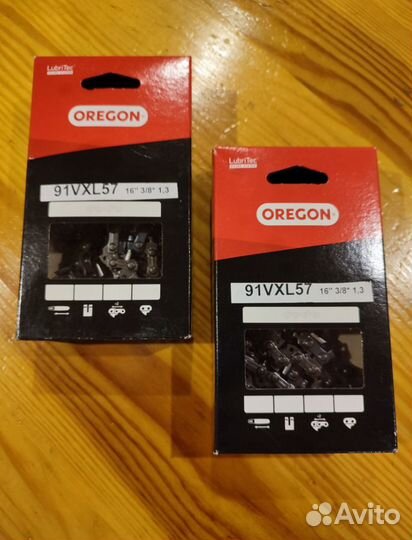 LubriTec
OREGON
91VXL57 16" 3/8" 1,3
LubriTec
OREGON
91VXL57 16" 3/8" 1,3
Avito